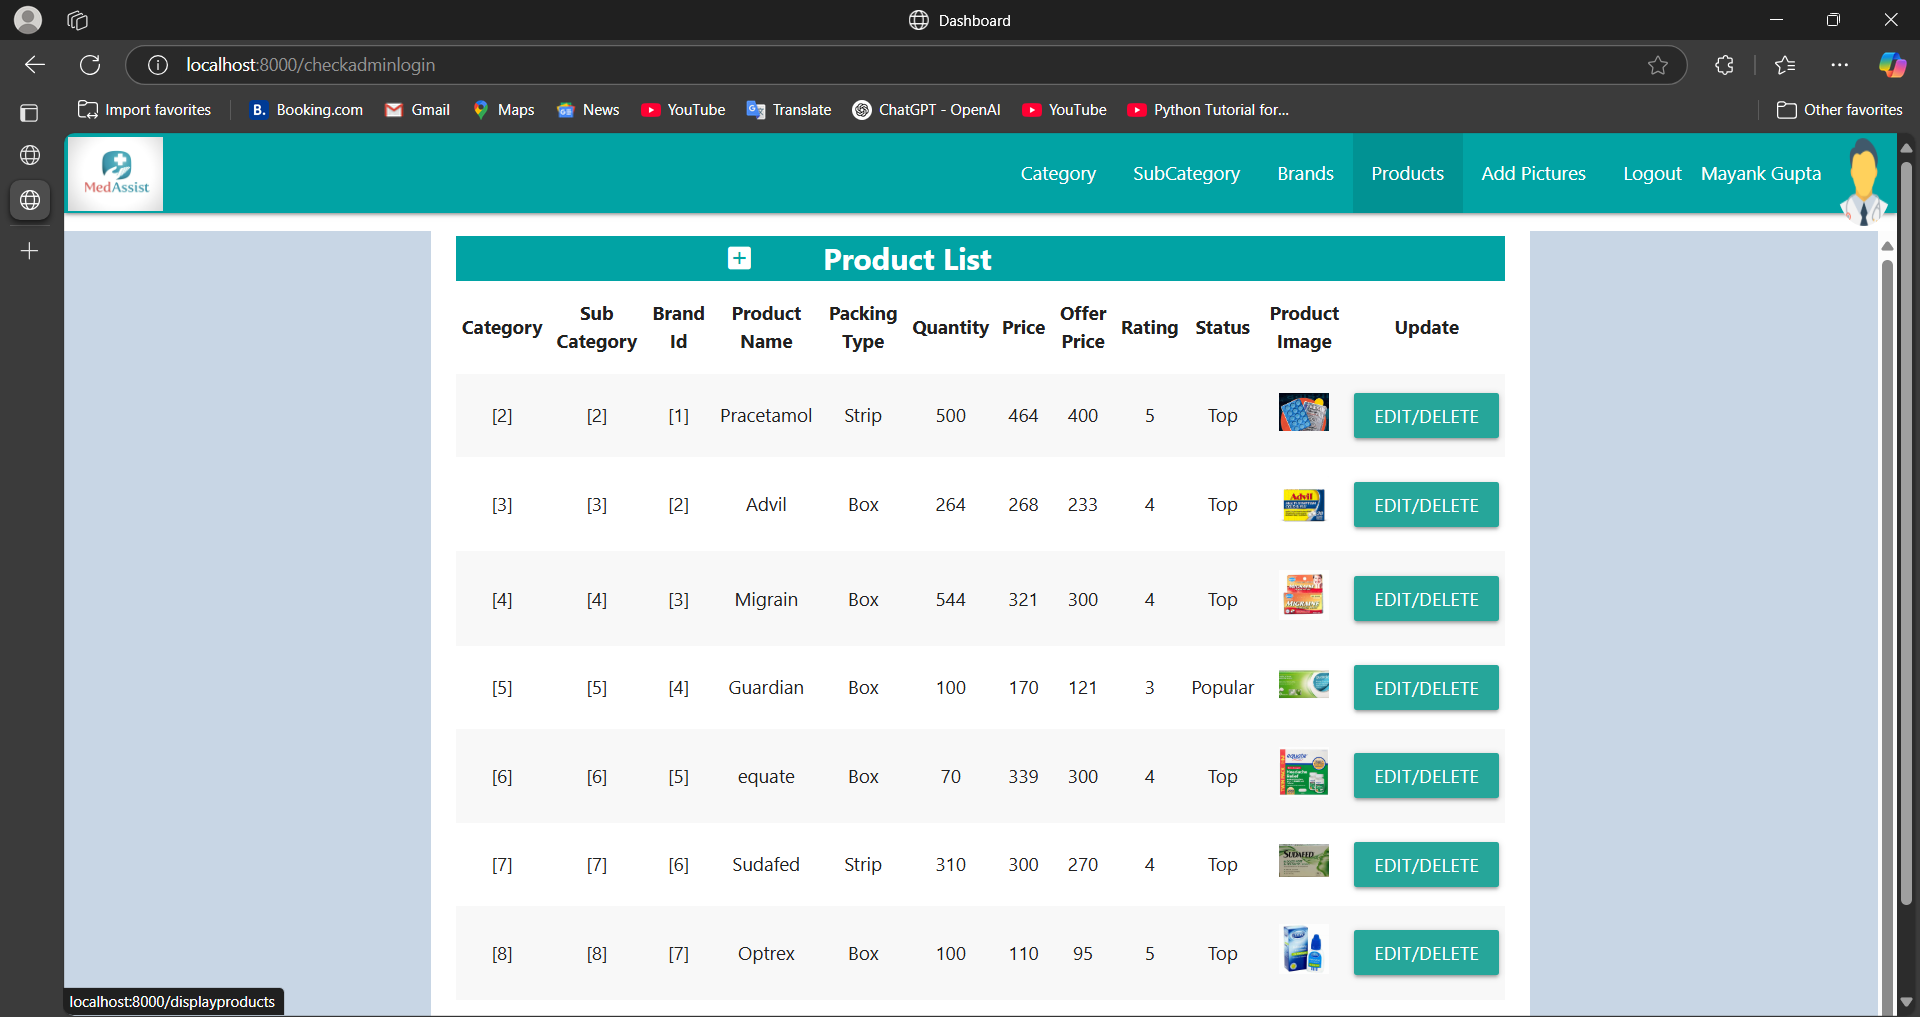 Dashboard
localhost:8000/checkadminlogin
Import favorites
B. Booking.com
Gmail
Maps
News
YouTube
Translate
ChatGPT - OpenAI
YouTube
Python Tutorial for...
Other favorites
MedAssist
Category SubCategory Brands Products Add Pictures Logout Mayank Gupta
Product List
Category Sub Category Brand Id Product Name Packing Type Quantity Price Offer Price Rating Status Product Image Update
[2] [2] [1] Pracetamol Strip 500 464 400 5 Top EDIT/DELETE
[3] [3] [2] Advil Box 264 268 233 4 Top Advil EDIT/DELETE
[4] [4] [3] Migrain Box 544 321 300 4 Top EDIT/DELETE
[5] [5] [4] Guardian Box 100 170 121 3 Popular EDIT/DELETE
[6] [6] [5] equate Box 70 339 300 4 Top equate EDIT/DELETE
[7] [7] [6] Sudafed Strip 310 300 270 4 Top SUDAFED EDIT/DELETE
[8] [8] [7] Optrex Box 100 110 95 5 Top EDIT/DELETE
localhost:8000/displayproducts